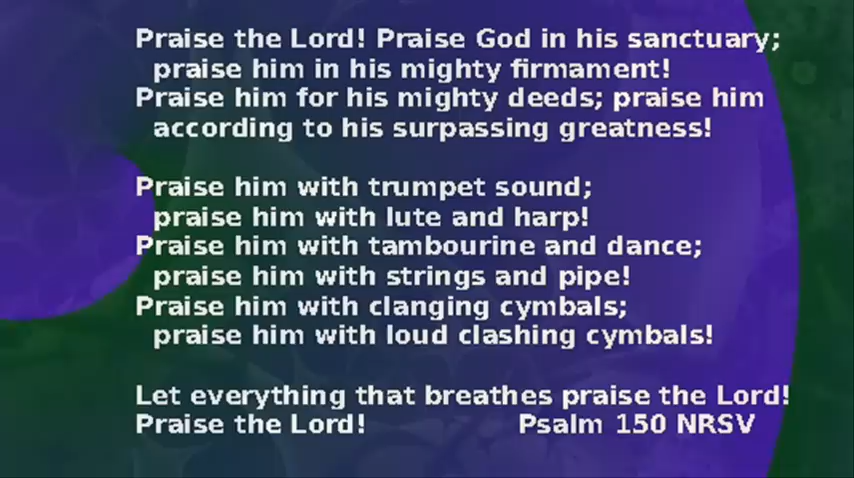 Praise the Lord! Praise God in his sanctuary;
praise him in his mighty firmament!
Praise him for his mighty deeds; praise him
according to his surpassing greatness!
Praise him with trumpet sound;
praise him with lute and harp!
Praise him with tambourine and dance;
praise him with strings and pipe!
Praise him with clanging cymbals;
praise him with loud clashing cymbals!
Let everything that breathes praise the Lord!
Praise the Lord! Psalm 150 NRSV